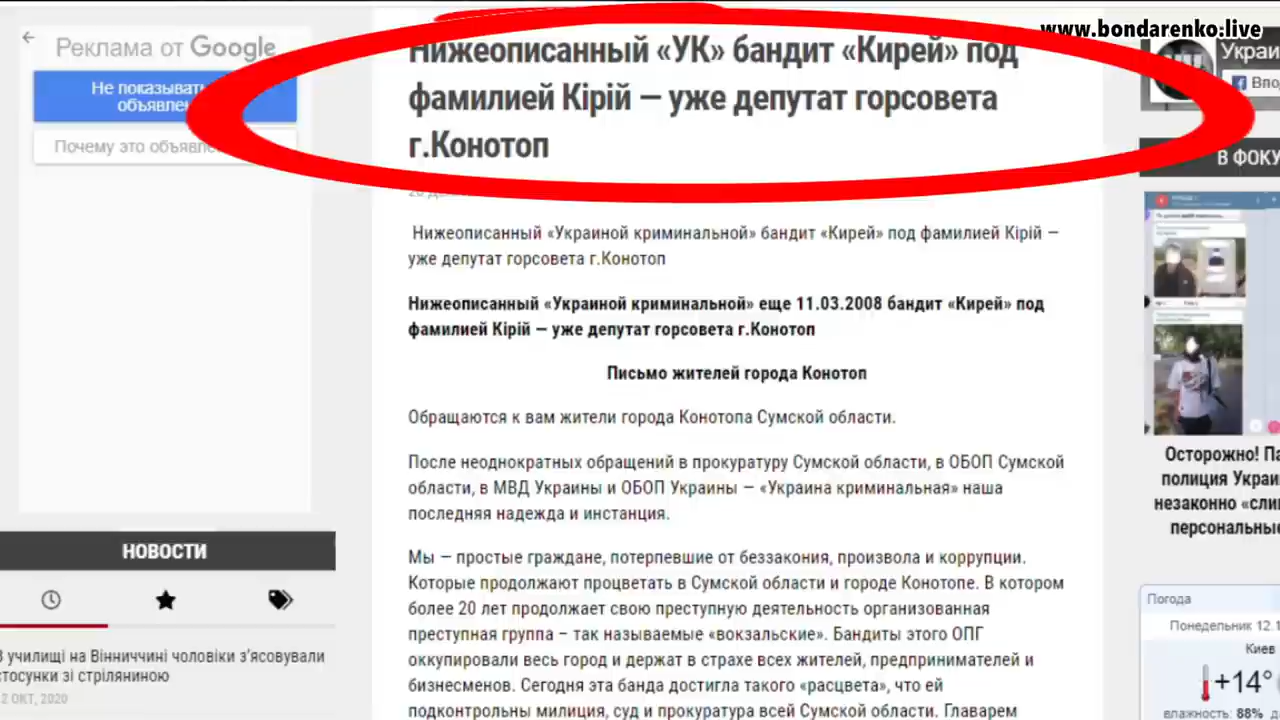 www.bondarenko.live
Реклама от Google
Не показывать
Почему это
Нижеописанный «УК» бандит «Кирей» под
фамилией Кірій — уже депутат горсовета
г.Конотоп
Нижеописанный «Украиной криминальной» бандит «Кирей» под фамилией Кірій —
уже депутат горсовета г.Конотоп
Нижеописанный «Украиной криминальной» еще 11.03.2008 бандит «Кирей» под
фамилией Кірій — уже депутат горсовета г.Конотоп
Письмо жителей города Конотоп
Обращаются к вам жители города Конотопа Сумской области.
После неоднократных обращений в прокуратуру Сумской области, в ОБОП Сумской
области, в МВД Украины и ОБОП Украины — «Украина криминальная» наша
последняя надежда и инстанция.
Мы — простые граждане, потерпевшие от беззакония, произвола и коррупции.
Которые продолжают процветать в Сумской области и городе Конотопе. В котором
более 20 лет продолжает свою преступную деятельность организованная
преступная группа – так называемые «вокзальские». Бандиты этого ОПГ
оккупировали весь город и держат в страхе всех жителей, предпринимателей и
бизнесменов. Сегодня эта банда достигла такого «расцвета», что ей
подконтрольны милиция, суд и прокуратура всей Сумской области. Главарем
НОВОСТИ
В училищі на Вінниччині чоловіки з’ясовували
стосунки зі стріляниною
2 ОКТ, 2020
Украи
Впо
В ФОКУ
Осторожно! Па
полиция Украи
незаконно «сли
персональные
Погода
Понедельник 12.1
Киев
+14°
влажность: 88%